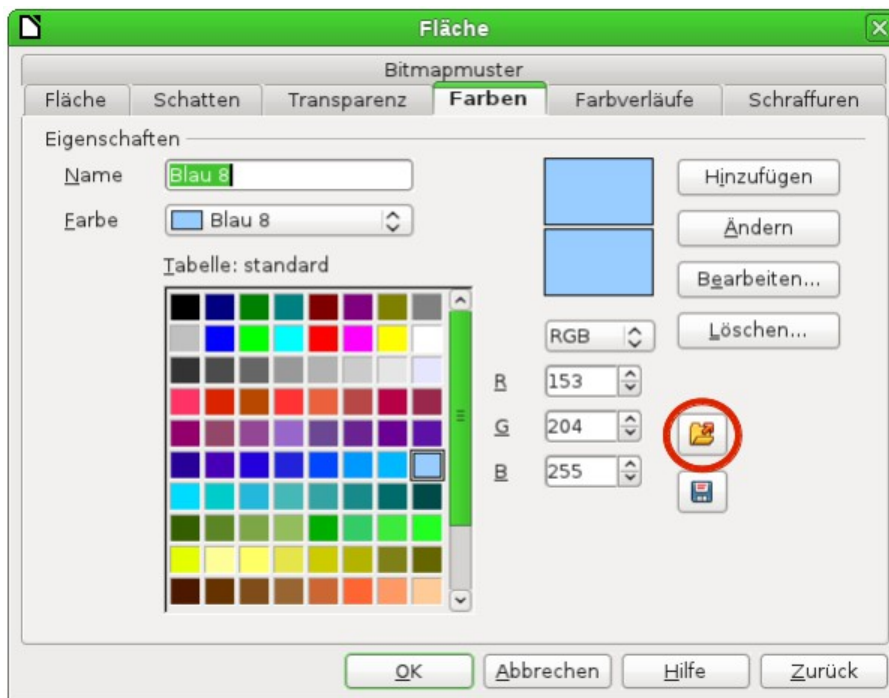 Fläche
Bitmapmuster
Fläche Schatten Transparenz Farben Farbverläufe Schraffuren
Eigenschaften
Name Blau 8 Hinzufügen
Farbe Blau 8 Ändern
Tabelle: standard Bearbeiten...
RGB Löschen...
R 153
G 204
B 255
OK Abbrechen Hilfe Zurück